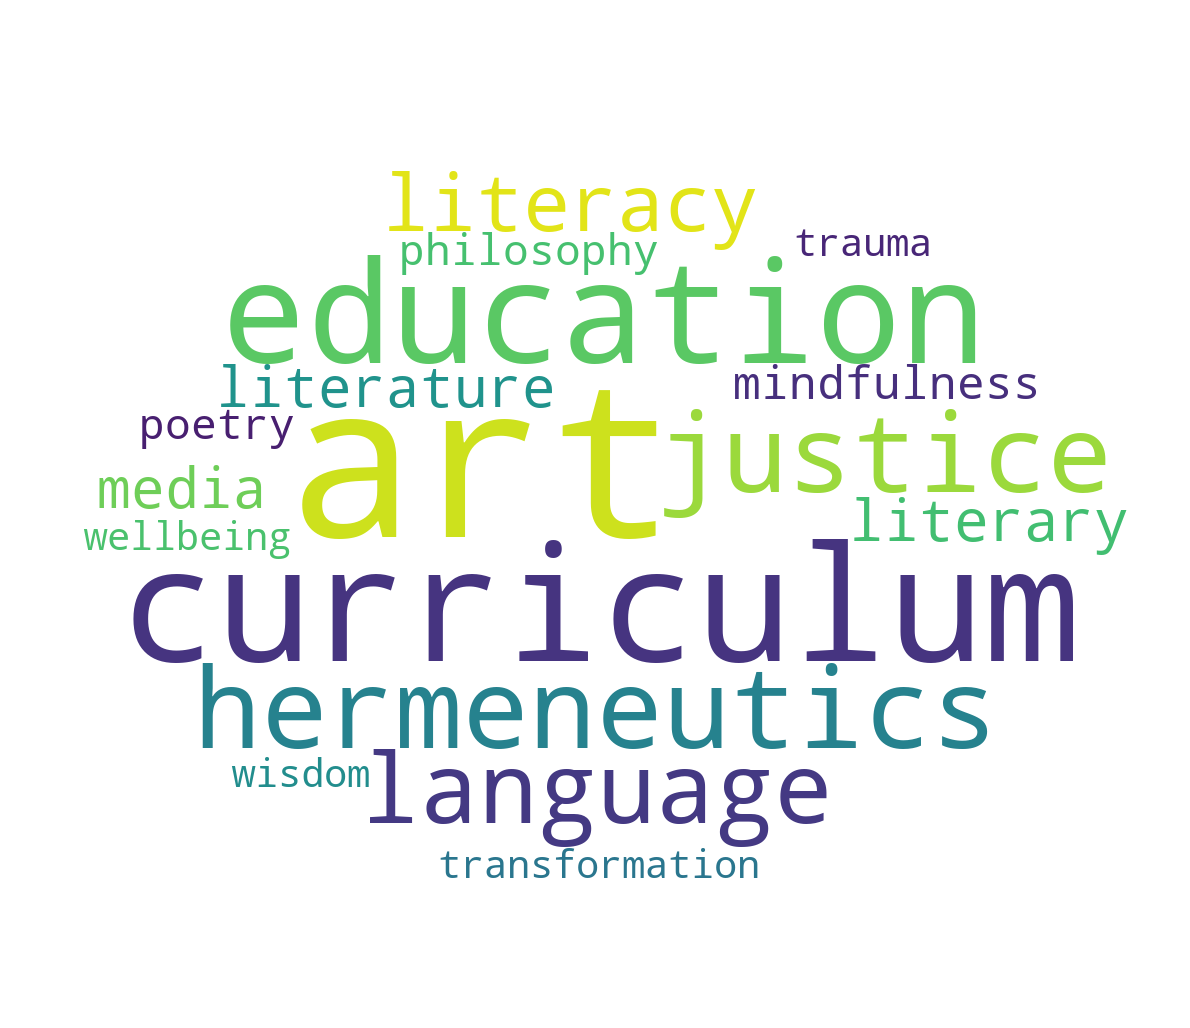 literacy
philosophy
trauma
education
literature
mindfulness
poetry
art
justice
media
literary
wellbeing
curriculum
hermeneutics
wisdom
language
transformation